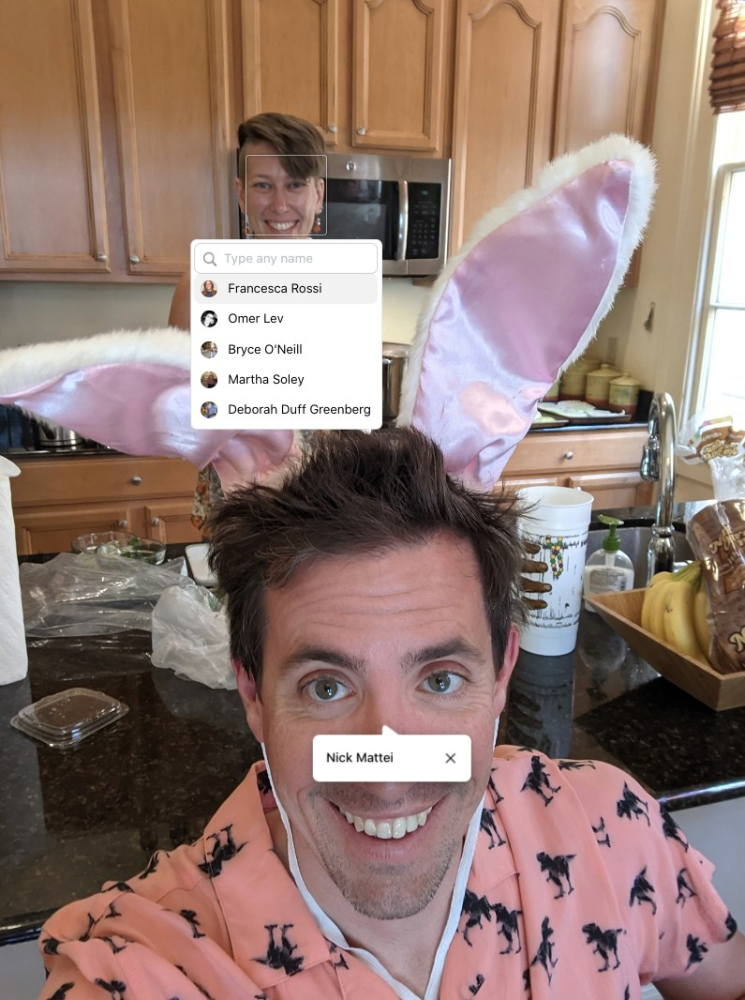 Type any name
Francesca Rossi
Omer Lev
Bryce O'Neill
Martha Soley
Deborah Duff Greenberg
Nick Mattei